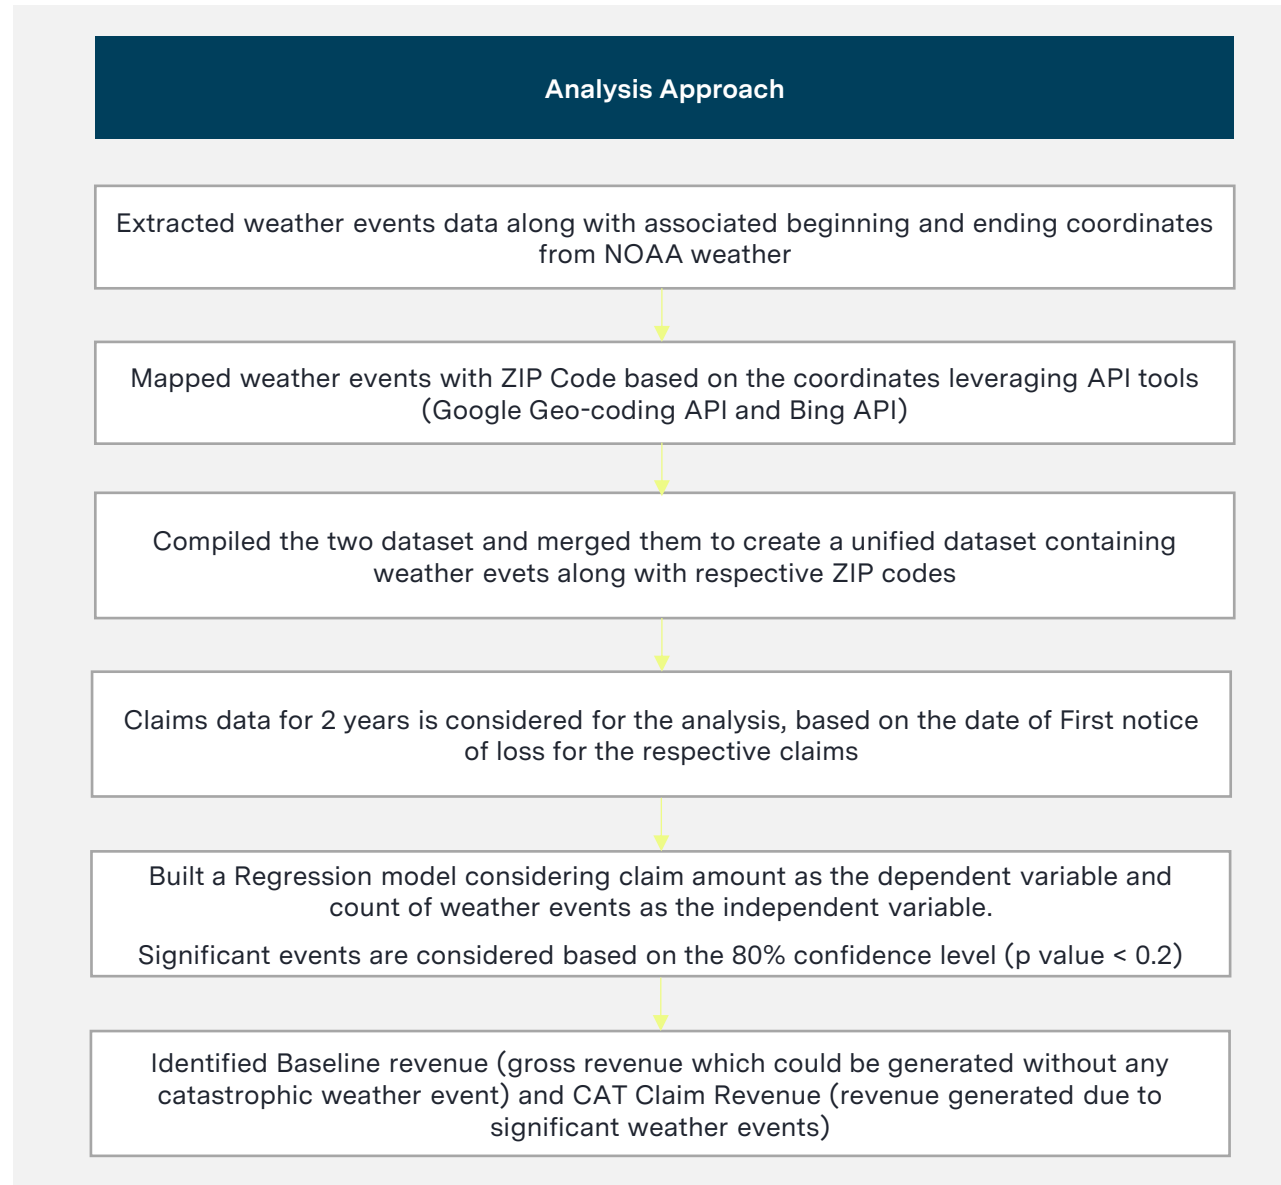 Analysis Approach
Extracted weather events data along with associated beginning and ending coordinates
from NOAA weather
Mapped weather events with ZIP Code based on the coordinates leveraging API tools
(Google Geo-coding API and Bing API)
Compiled the two dataset and merged them to create a unified dataset containing
weather evets along with respective ZIP codes
Claims data for 2 years is considered for the analysis, based on the date of First notice
of loss for the respective claims
Built a Regression model considering claim amount as the dependent variable and
count of weather events as the independent variable.
Significant events are considered based on the 80% confidence level (p value < 0.2)
Identified Baseline revenue (gross revenue which could be generated without any
catastrophic weather event) and CAT Claim Revenue (revenue generated due to
significant weather events)